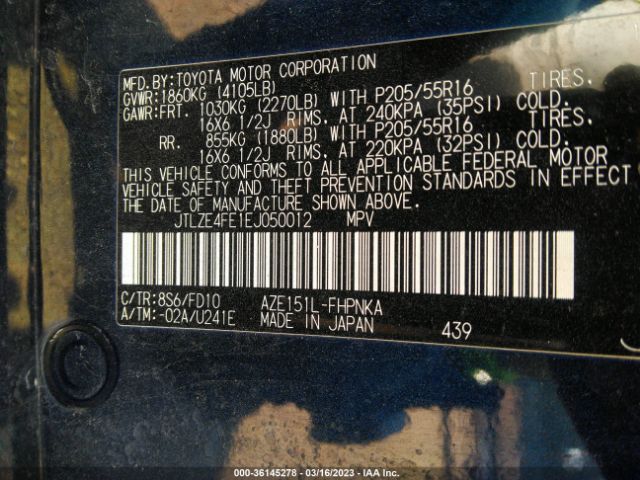 MFD.BY:TOYOTA MOTOR CORPORATION
GVWR:1860KG (4105LB)
GAWR:FRT. 1030KG (2270LB) WITH P205/55R16 TIRES,
16X6 1/2J RIMS, AT 240KPA (35PSI) COLD.
RR. 855KG (1880LB) WITH P205/55R16 TIRES,
16X6 1/2J RIMS, AT 220KPA (32PSI) COLD.
THIS VEHICLE CONFORMS TO ALL APPLICABLE FEDERAL MOTOR
VEHICLE SAFETY AND THEFT PREVENTION STANDARDS IN EFFECT
THE DATE OF MANUFACTURE SHOWN ABOVE.
JTLZE4FE1EJ050012 MPV
C/TR:8S6/FD10 AZE151L-FHPNKA
A/TM:-02A/U241E MADE IN JAPAN 439
000-36145278 - 03/16/2023 - IAA Inc.